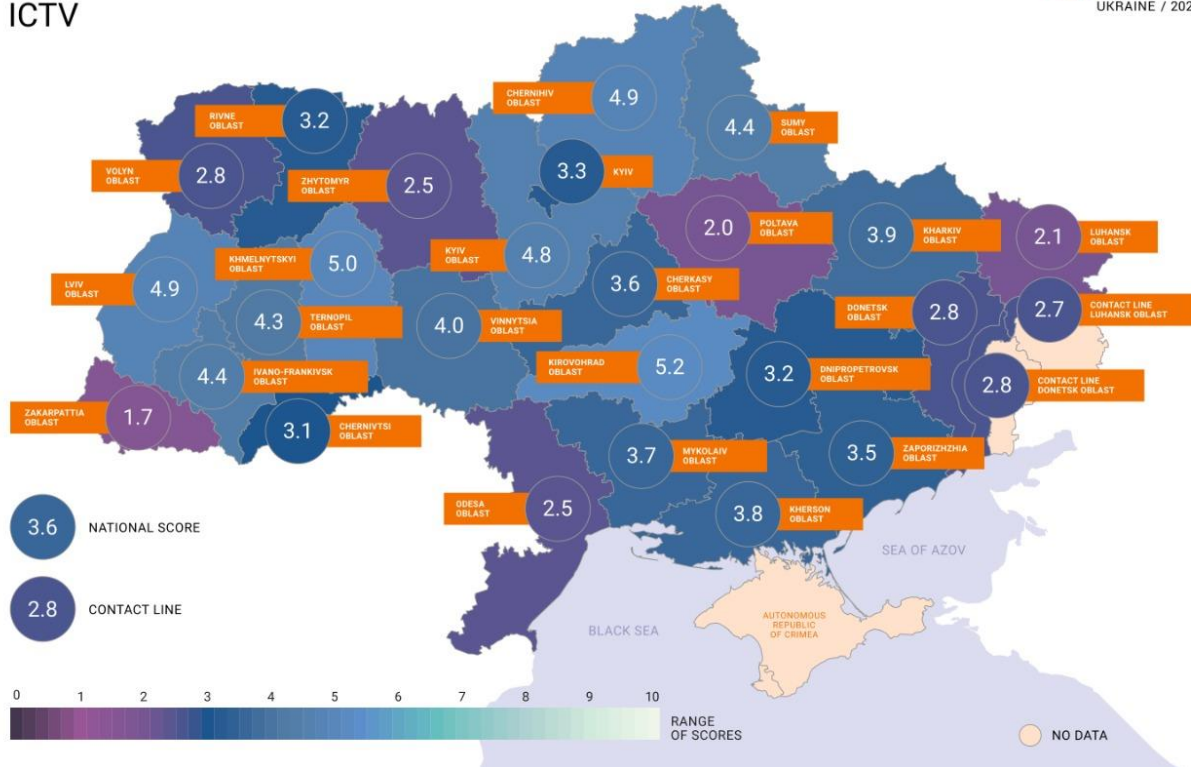 ICTV
UKRAINE / 202
CHERNIHIV
OBLAST
4.9
RIVNE
OBLAST
3.2
SUMY
OBLAST
4.4
VOLYN
OBLAST
2.8
ZHYTOMYR
OBLAST
2.5
3.3
KYIV
2.0
POLTAVA
OBLAST
3.9
KHARKIV
OBLAST
2.1
LUHANSK
OBLAST
KHMELNYTSKYI
OBLAST
5.0
KYIV
OBLAST
4.8
3.6
CHERKASY
OBLAST
LVIV
OBLAST
4.9
4.3
TERNOPIL
OBLAST
4.0
VINNYTSIA
OBLAST
DONETSK
OBLAST
2.8
2.7
CONTACT LINE
LUHANSK OBLAST
4.4
IVANO-FRANKIVSK
OBLAST
KIROVOHRAD
OBLAST
5.2
3.2
DNIPROPETROVSK
OBLAST
2.8
CONTACT LINE
DONETSK OBLAST
ZAKARPATTIA
OBLAST
1.7
3.1
CHERNIVTSI
OBLAST
3.7
MYKOLAIV
OBLAST
3.5
ZAPORIZHZHIA
OBLAST
ODESA
OBLAST
2.5
3.8
KHERSON
OBLAST
3.6
NATIONAL SCORE
SEA OF AZOV
2.8
CONTACT LINE
BLACK SEA
AUTONOMOUS
REPUBLIC
OF CRIMEA
0 1 2 3 4 5 6 7 8 9 10
RANGE
OF SCORES
NO DATA